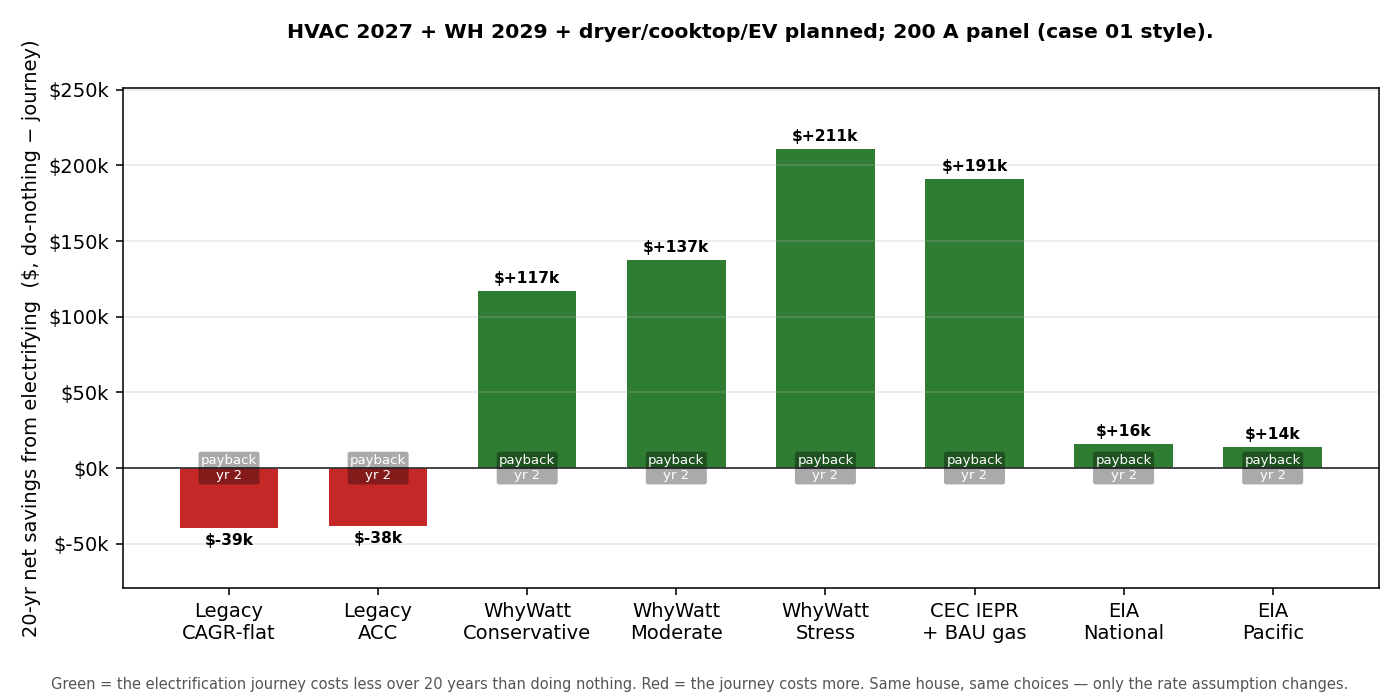 HVAC 2027 + WH 2029 + dryer/cooktop/EV planned; 200 A panel (case 01 style).
20-yr net savings from electrifying ($, do-nothing − journey)
$250k
$200k
$150k
$100k
$50k
$0k
$-50k
$-39k
$-38k
$+117k
$+137k
$+211k
$+191k
$+16k
$+14k
payback
yr 2
payback
yr 2
payback
yr 2
payback
yr 2
payback
yr 2
payback
yr 2
payback
yr 2
payback
yr 2
Legacy
CAGR-flat
Legacy
ACC
WhyWatt
Conservative
WhyWatt
Moderate
WhyWatt
Stress
CEC IEPR
+ BAU gas
EIA
National
EIA
Pacific
Green = the electrification journey costs less over 20 years than doing nothing. Red = the journey costs more. Same house, same choices — only the rate assumption changes.